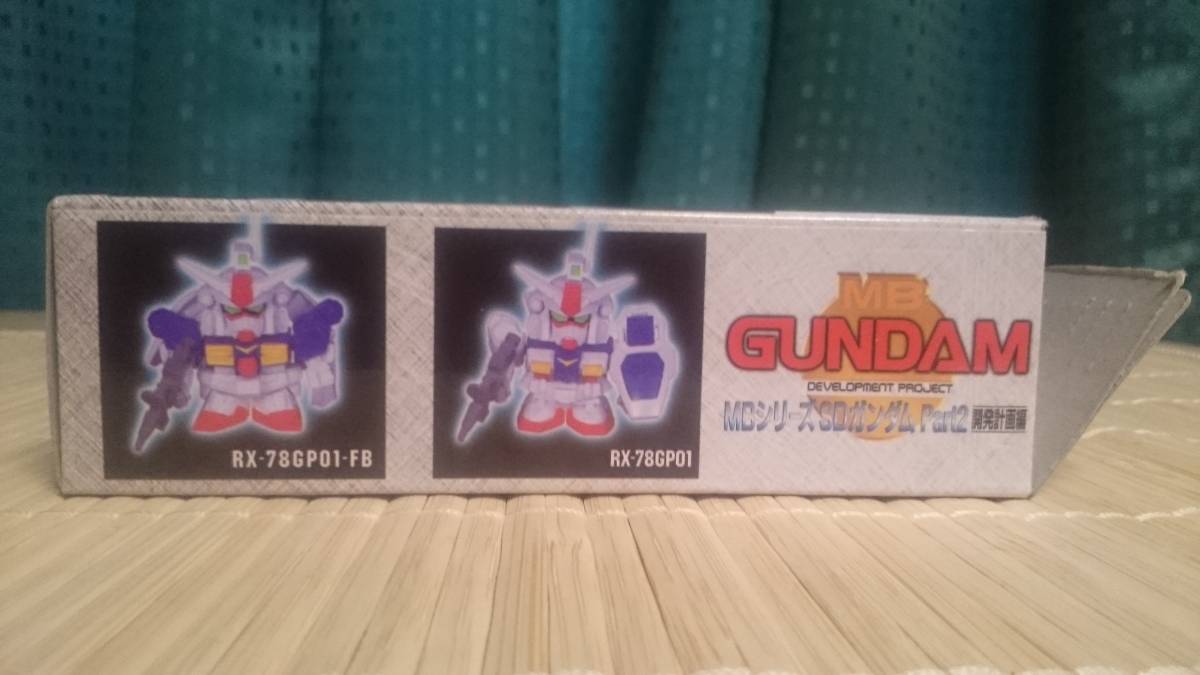 RX-78GP01-FB
RX-78GP01
MB
GUNDAM
DEVELOPMENT PROJECT
MBシリーズ SDガンダム Part2 開発計画編